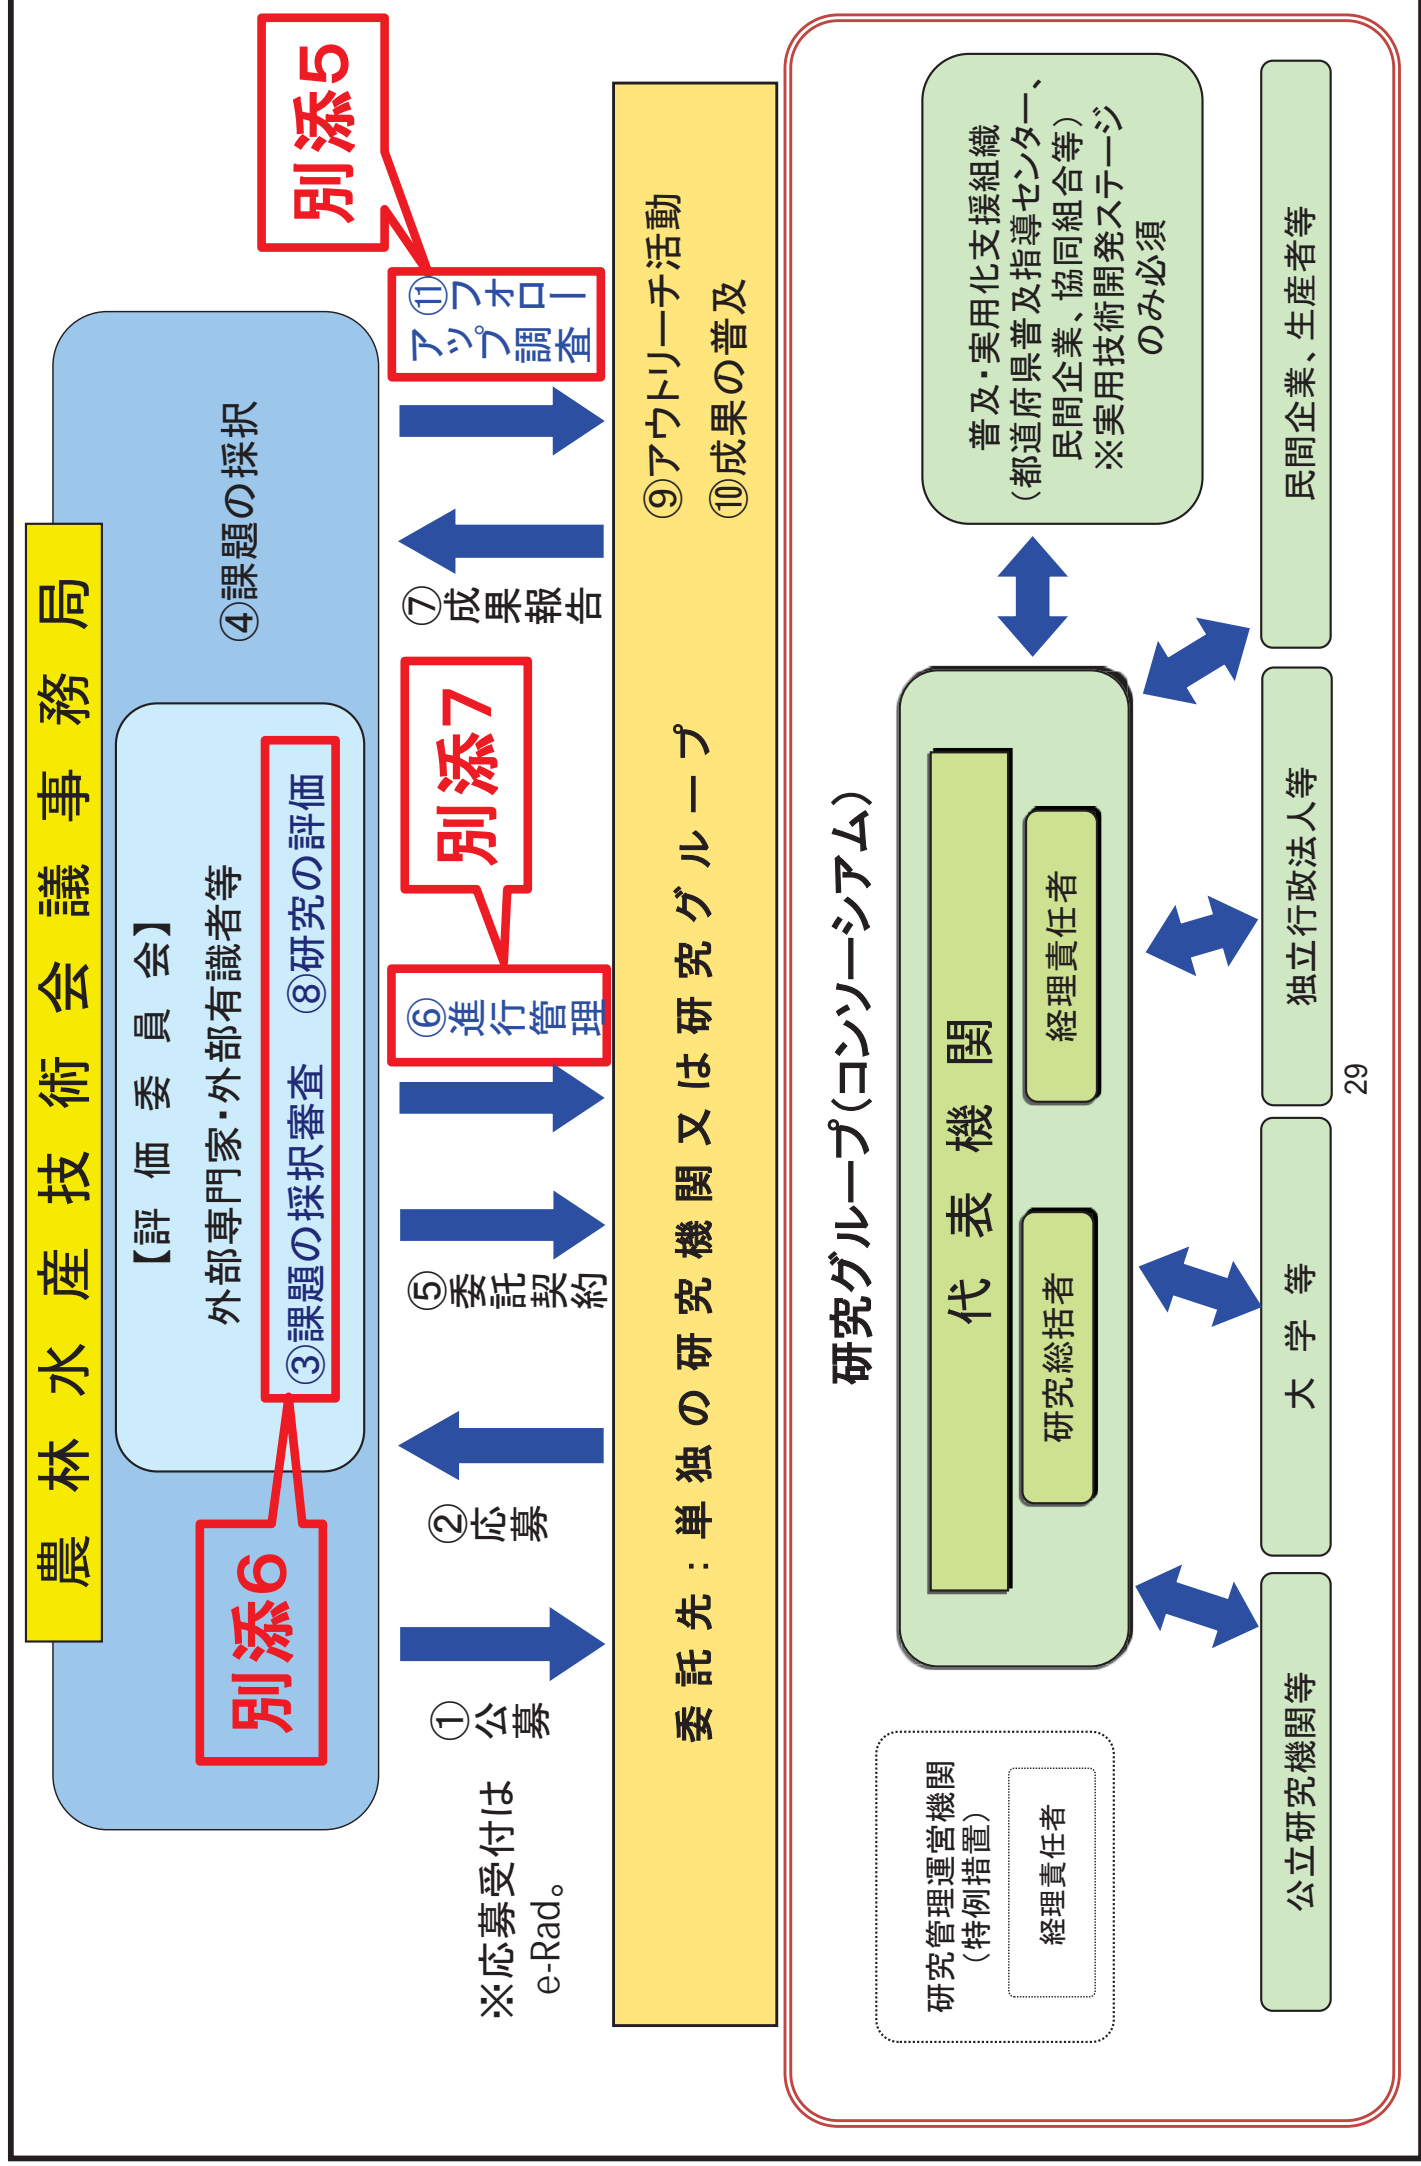 農林水産技術会議事務局
【評価委員会】
外部専門家・外部有識者等
③課題の採択審査　⑧研究の評価
④課題の採択
別添6
別添7
別添5
①公
募
②応
募
⑤委託契約
⑥進行管理
⑦成果報告
⑪フォロー
アップ調査
※応募受付は
e-Rad。
委託先：単独の研究機関又は研究グループ
⑨アウトリーチ活動
⑩成果の普及
研究グループ（コンソーシアム）
研究管理運営機関
（特例措置）
経理責任者
代表機関
研究総括者
経理責任者
普及・実用化支援組織
（都道府県普及指導センター、
民間企業、協同組合等）
※実用技術開発ステージ
のみ必須
公立研究機関等
大学等
独立行政法人等
民間企業、生産者等
29